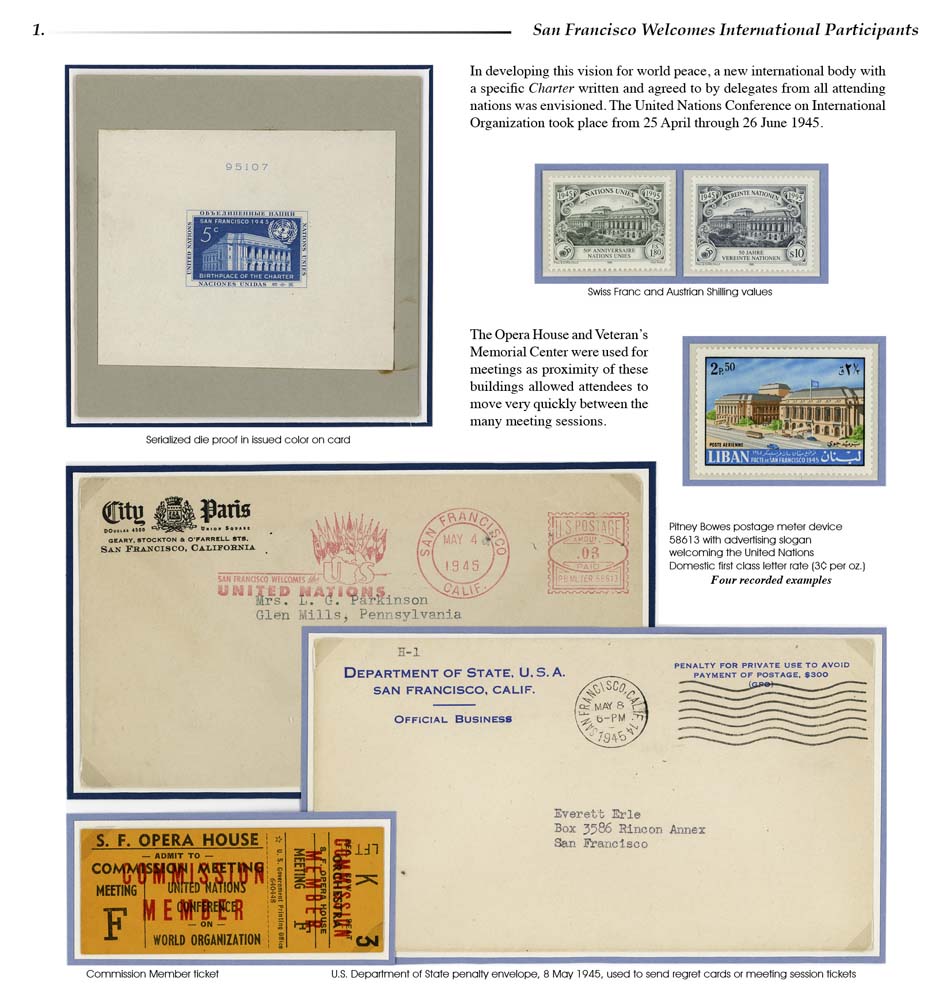 1.
San Francisco Welcomes International Participants
In developing this vision for world peace, a new international body with
a specific Charter written and agreed to by delegates from all attending
nations was envisioned. The United Nations Conference on International
Organization took place from 25 April through 26 June 1945.
95107
ОБЪЕДИНЕННЫЕ НАЦИИ
SAN FRANCISCO 1945
5c
UNITED NATIONS
NATIONS UNIES
BIRTHPLACE OF THE CHARTER
NACIONES UNIDAS
Serialized die proof in issued color on card
1945 NATIONS UNIES 1995
50e ANNIVERSAIRE
NATIONS UNIES
1,80
1945 VEREINTE NATIONEN 1995
50 JAHRE
VEREINTE NATIONEN
S10
Swiss Franc and Austrian Shilling values
The Opera House and Veteran's
Memorial Center were used for
meetings as proximity of these
buildings allowed attendees to
move very quickly between the
many meeting sessions.
2P.50
POSTE AERIENNE
LIBAN
PACTE DE SAN FRANCISCO 1945
لبنان
City Paris
DOUGLAS 4500 UNION SQUARE
GEARY, STOCKTON & O'FARRELL STS.
SAN FRANCISCO, CALIFORNIA
SAN FRANCISCO WELCOMES the
UNITED NATIONS
SAN FRANCISCO
MAY 4
1945
CALIF.
U.S. POSTAGE
.03
PAID
PB METER 58613
Mrs. L. G. Parkinson
Glen Mills, Pennsylvania
Pitney Bowes postage meter device
58613 with advertising slogan
welcoming the United Nations
Domestic first class letter rate (3¢ per oz.)
Four recorded examples
H-1
DEPARTMENT OF STATE, U.S.A.
SAN FRANCISCO, CALIF.
OFFICIAL BUSINESS
SAN FRANCISCO, CALIF. 14
MAY 8
6-PM
1945
PENALTY FOR PRIVATE USE TO AVOID
PAYMENT OF POSTAGE, $300
(GPO)
Everett Erle
Box 3586 Rincon Annex
San Francisco
S. F. OPERA HOUSE
— ADMIT TO —
COMMISSION MEETING
COMMISSION
MEETING
F
UNITED NATIONS
CONFERENCE
MEMBER
— ON —
WORLD ORGANIZATION
☆ U. S. Government Printing Office
640448
MEETING
F
S. F. OPERA HOUSE
COMMISSION
MEMBER
ORCHESTRA
LFT
K
SEAT
3
Commission Member ticket
U.S. Department of State penalty envelope, 8 May 1945, used to send regret cards or meeting session tickets